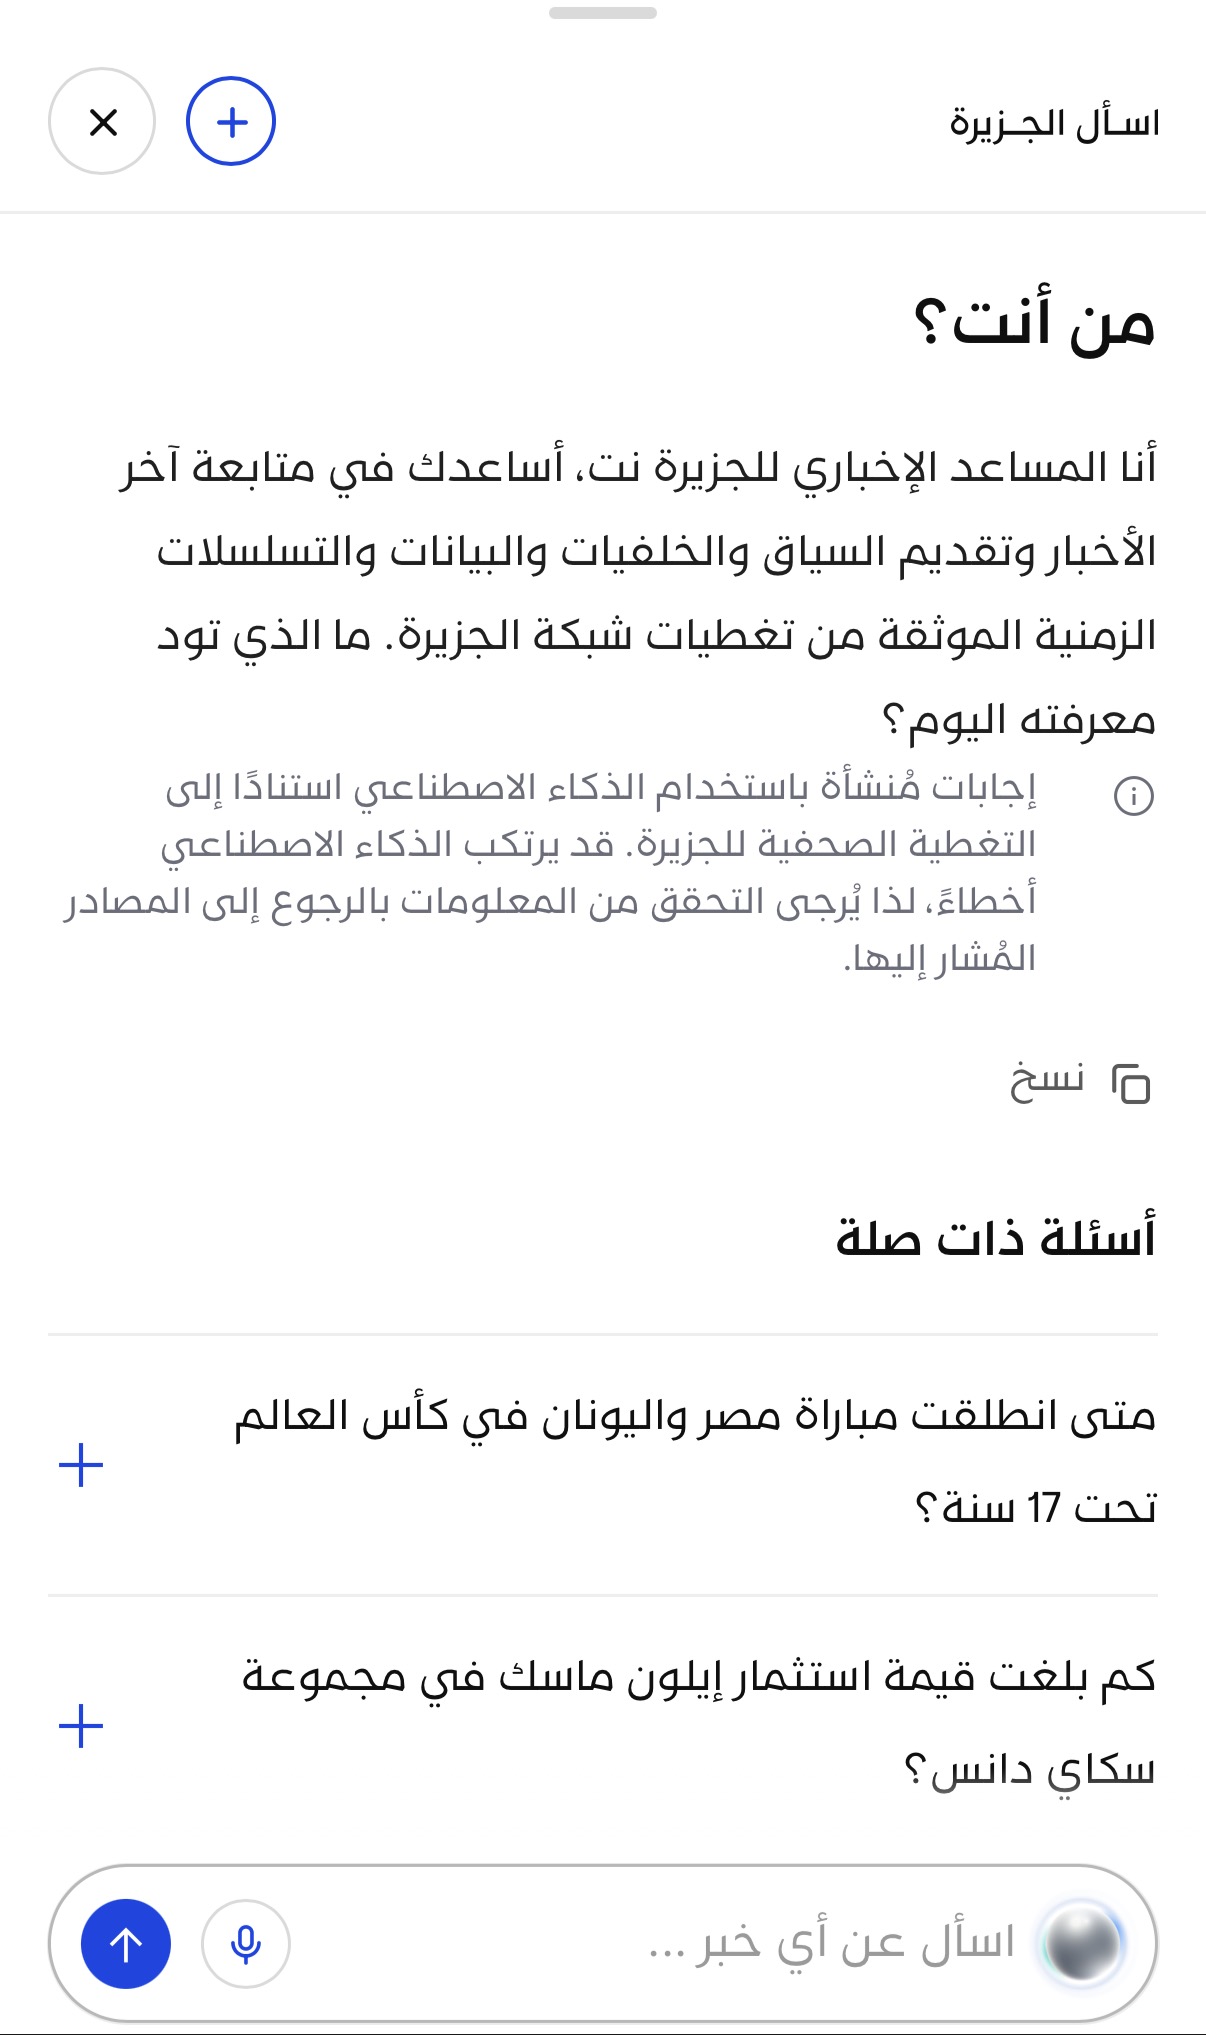 اسأل الجزيرة
من أنت؟
أنا المساعد الإخباري للجزيرة نت، أساعدك في متابعة آخر
الأخبار وتقديم السياق والخلفيات والبيانات والتسلسلات
الزمنية الموثقة من تغطيات شبكة الجزيرة. ما الذي تود
معرفته اليوم؟
إجابات مُنشأة باستخدام الذكاء الاصطناعي استنادًا إلى
التغطية الصحفية للجزيرة. قد يرتكب الذكاء الاصطناعي
أخطاءً، لذا يُرجى التحقق من المعلومات بالرجوع إلى المصادر
المُشار إليها.
نسخ
أسئلة ذات صلة
متى انطلقت مباراة مصر واليونان في كأس العالم
تحت 17 سنة؟
كم بلغت قيمة استثمار إيلون ماسك في مجموعة
سكاي دانس؟
اسأل عن أي خبر ...